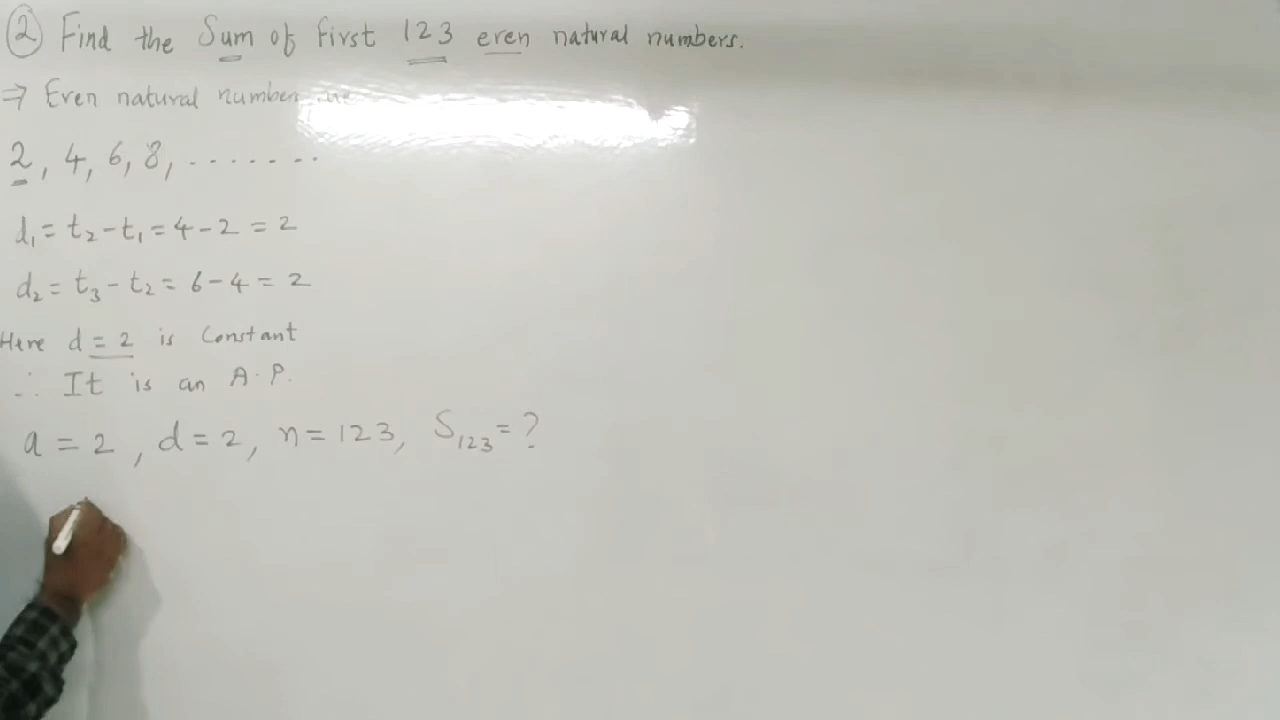 ② Find the Sum of first 123 even natural numbers.
⇒ Even natural number
2, 4, 6, 8, .......
d₁ = t₂ - t₁ = 4 - 2 = 2
d₂ = t₃ - t₂ = 6 - 4 = 2
Here d = 2 is Constant
∴ It is an A.P.
a = 2, d = 2, n = 123, S₁₂₃ = ?